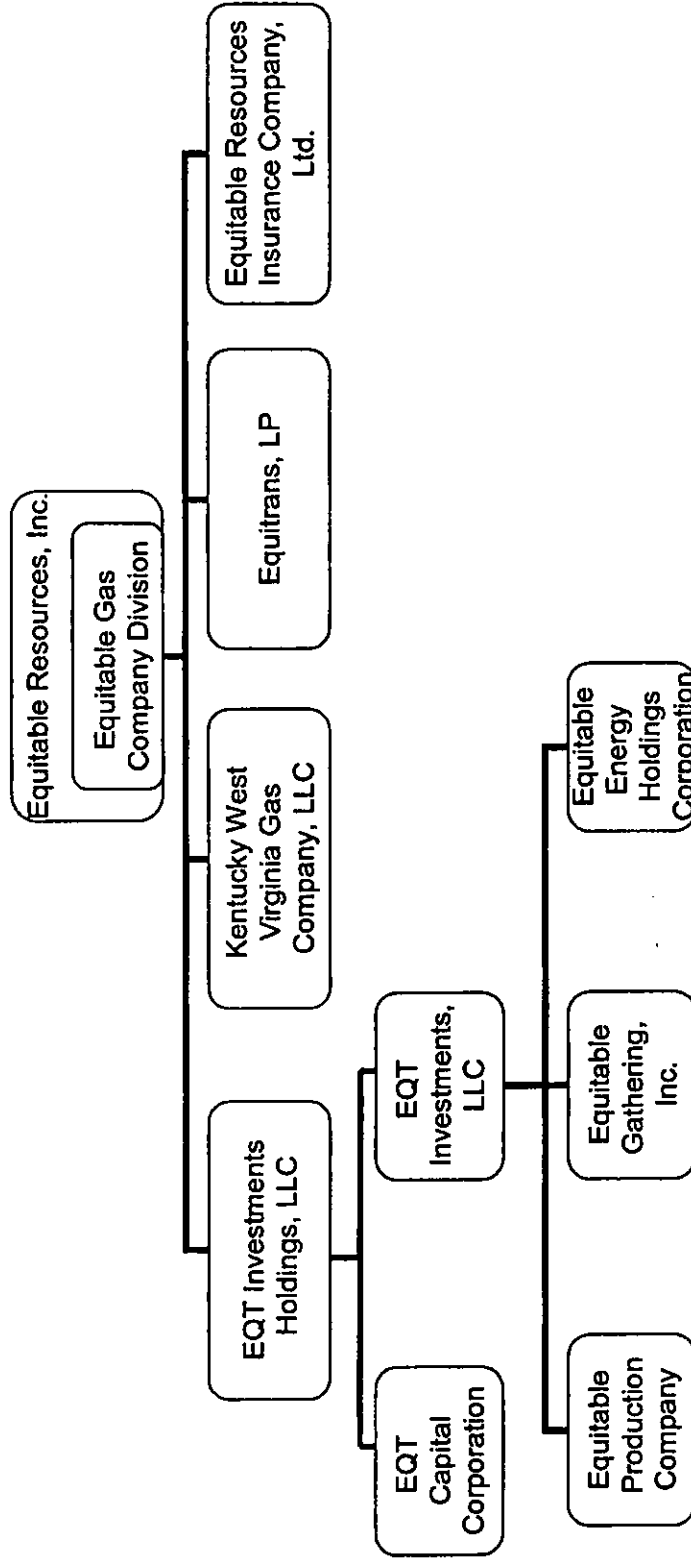 Equitable Resources, Inc.
Equitable Gas
Company Division
EQT Investments
Holdings, LLC
Kentucky West
Virginia Gas
Company, LLC
Equitrans, LP
Equitable Resources
Insurance Company,
Ltd.
EQT
Capital
Corporation
EQT
Investments,
LLC
Equitable
Production
Company
Equitable
Gathering,
Inc.
Equitable
Energy
Holdings
Corporation